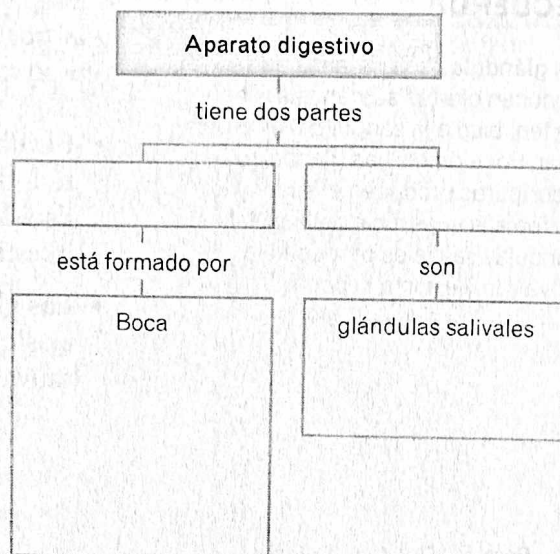 Aparato digestivo
tiene dos partes
está formado por
son
Boca
glándulas salivales